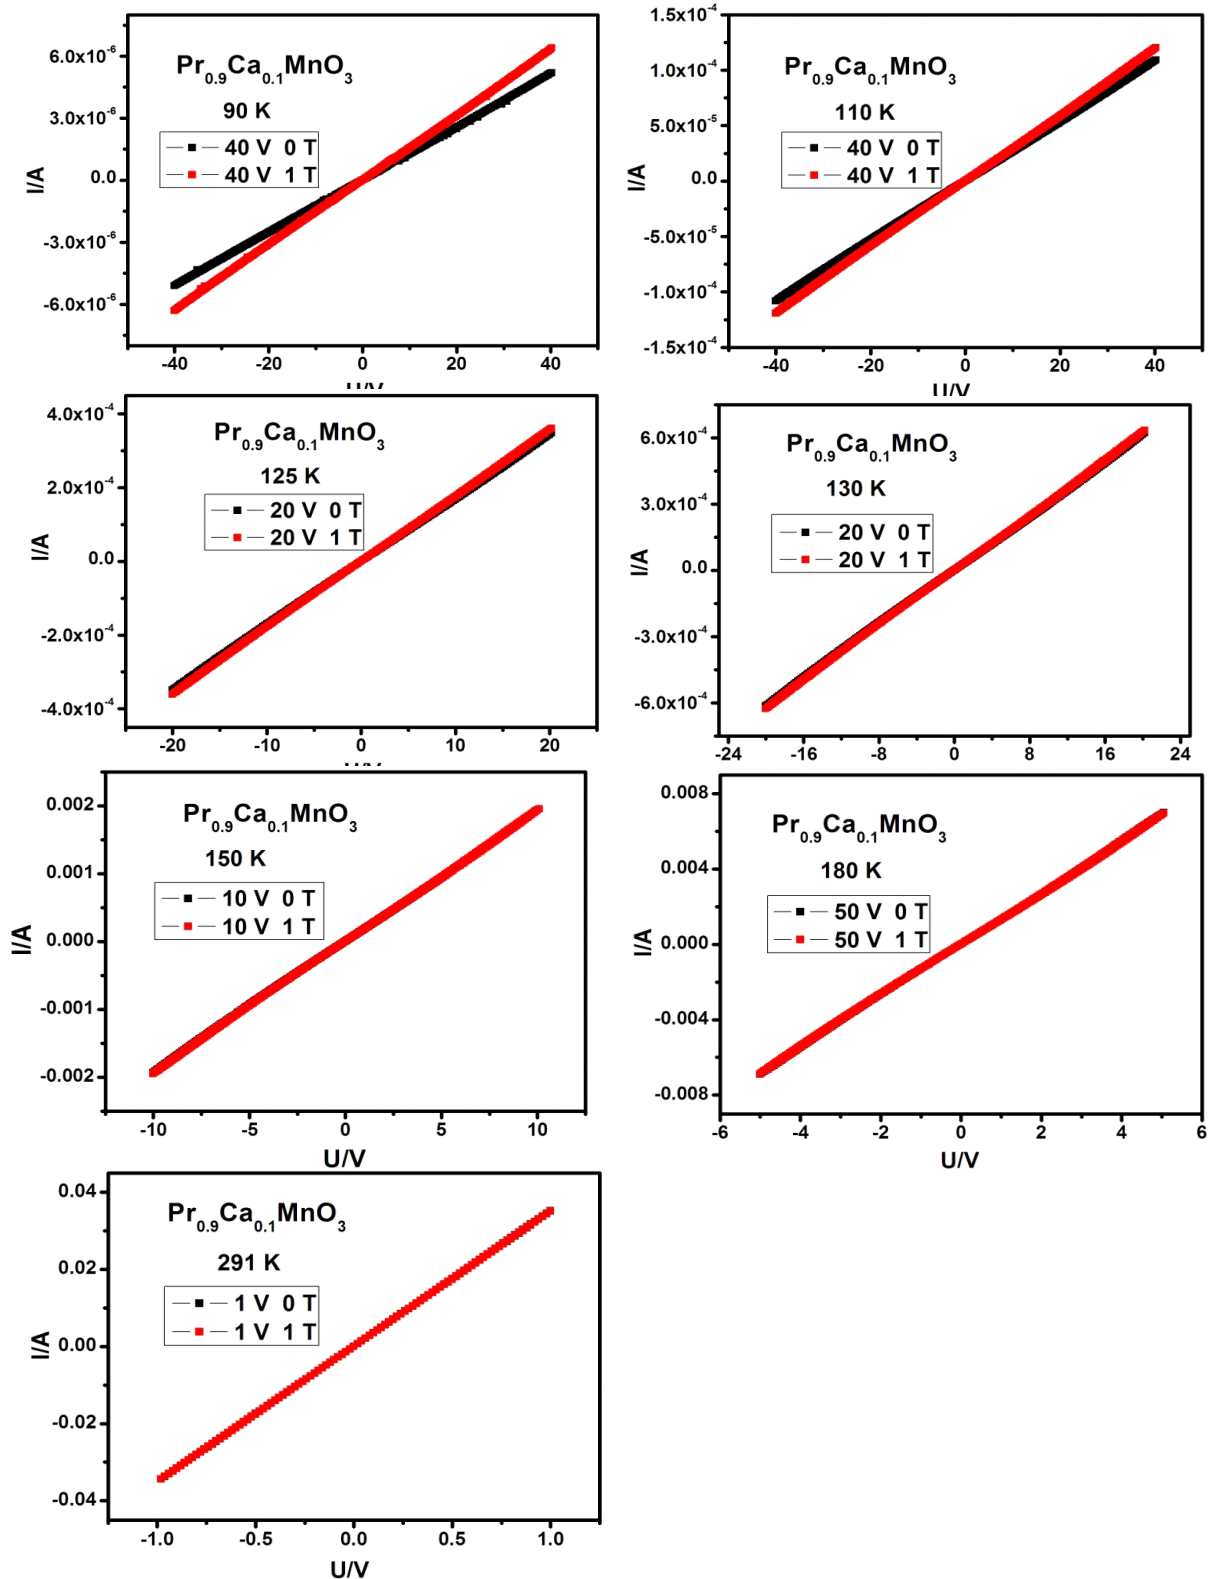 Pr0.9Ca0.1MnO3
90 K
40 V 0 T
40 V 1 T
6.0x10-6
3.0x10-6
0.0
-3.0x10-6
-6.0x10-6
I/A
-40 -20 0 20 40
U/V
Pr0.9Ca0.1MnO3
110 K
40 V 0 T
40 V 1 T
1.5x10-4
1.0x10-4
5.0x10-5
0.0
-5.0x10-5
-1.0x10-4
-1.5x10-4
I/A
-40 -20 0 20 40
U/V
Pr0.9Ca0.1MnO3
125 K
20 V 0 T
20 V 1 T
4.0x10-4
2.0x10-4
0.0
-2.0x10-4
-4.0x10-4
I/A
-20 -10 0 10 20
U/V
Pr0.9Ca0.1MnO3
130 K
20 V 0 T
20 V 1 T
6.0x10-4
3.0x10-4
0.0
-3.0x10-4
-6.0x10-4
I/A
-24 -16 -8 0 8 16 24
Pr0.9Ca0.1MnO3
150 K
10 V 0 T
10 V 1 T
0.002
0.001
0.000
-0.001
-0.002
I/A
-10 -5 0 5 10
U/V
Pr0.9Ca0.1MnO3
180 K
50 V 0 T
50 V 1 T
0.008
0.004
0.000
-0.004
-0.008
I/A
-6 -4 -2 0 2 4 6
U/V
Pr0.9Ca0.1MnO3
291 K
1 V 0 T
1 V 1 T
0.04
0.02
0.00
-0.02
-0.04
I/A
-1.0 -0.5 0.0 0.5 1.0
U/V